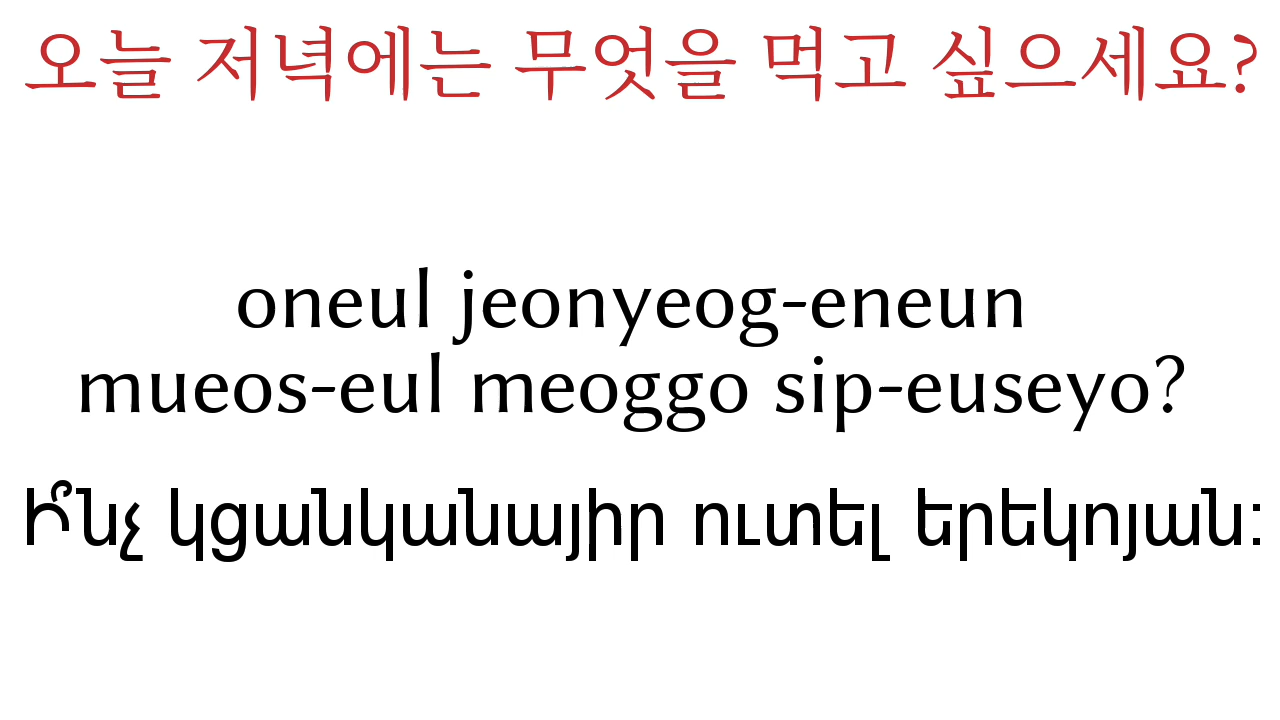 오늘 저녁에는 무엇을 먹고 싶으세요?
oneul jeonyeog-eneun
mueos-eul meoggo sip-euseyo?
Ի՞նչ կցանկանայիր ուտել երեկոյան: